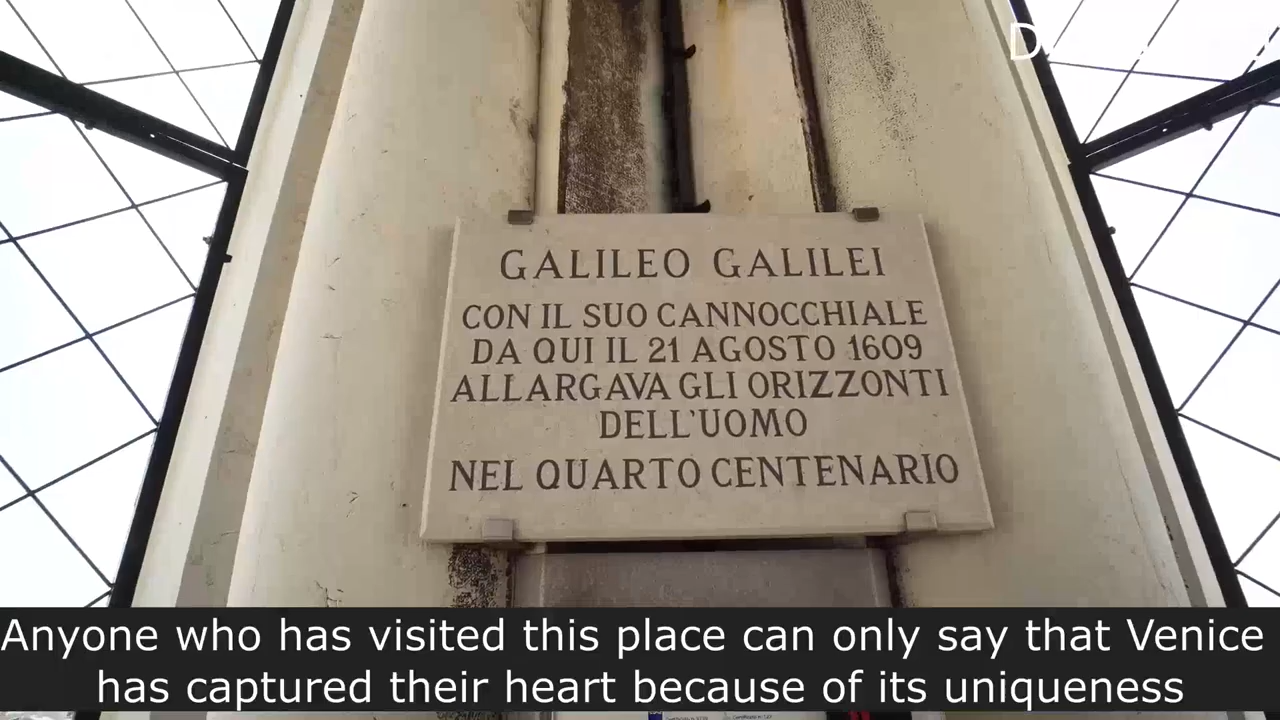 GALILEO GALILEI
CON IL SUO CANNOCCHIALE
DA QUI IL 21 AGOSTO 1609
ALLARGAVA GLI ORIZZONTI
DELL'UOMO
NEL QUARTO CENTENARIO
Anyone who has visited this place can only say that Venice
has captured their heart because of its uniqueness